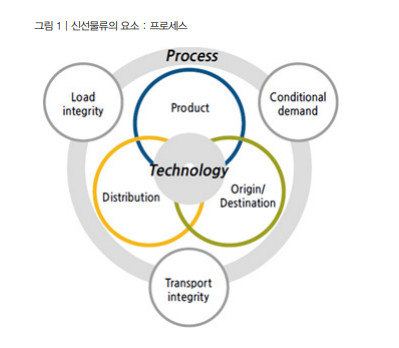 그림 1 | 신선물류의 요소 : 프로세스
Process
Load
integrity
Product
Conditional
demand
Technology
Distribution
Origin/
Destination
Transport
integrity